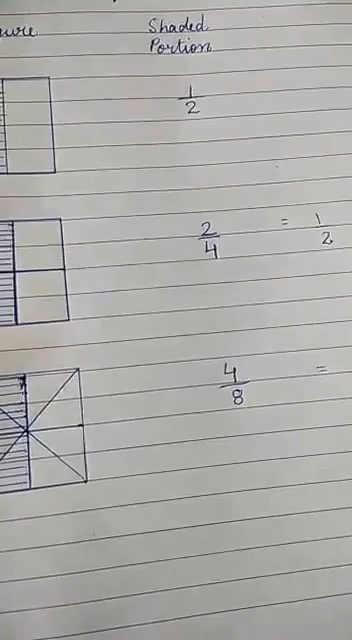 Shaded
Portion
1/2
2/4 = 1/2
4/8 =